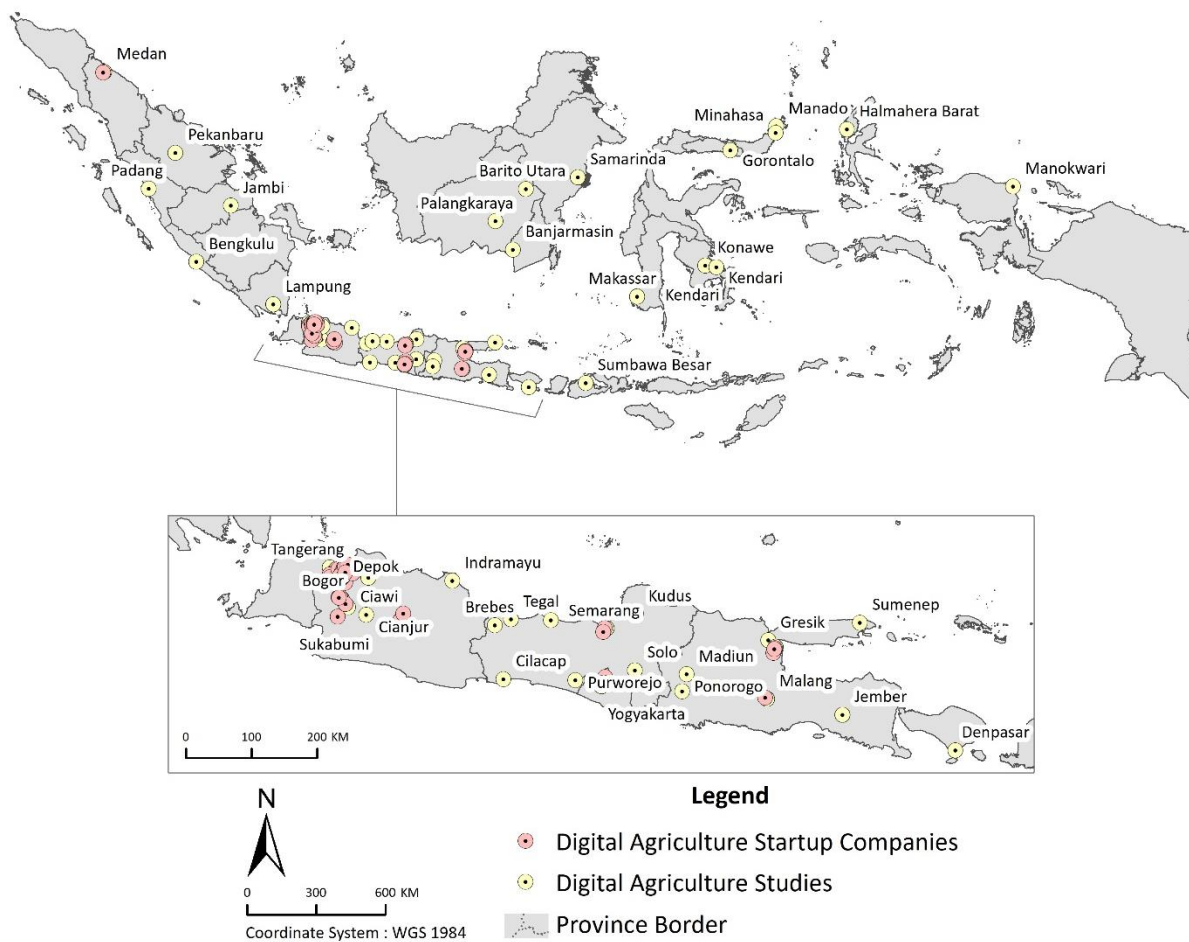 Medan
Pekanbaru
Padang
Jambi
Bengkulu
Lampung
Barito Utara
Samarinda
Palangkaraya
Banjarmasin
Minahasa
Manado
Halmahera Barat
Gorontalo
Manokwari
Konawe
Makassar
Kendari
Kendari
Sumbawa Besar
Tangerang
Depok
Indramayu
Bogor
Ciawi
Cianjur
Sukabumi
Brebes
Tegal
Semarang
Kudus
Gresik
Sumenep
Cilacap
Solo
Madiun
Purworejo
Ponorogo
Malang
Yogyakarta
Jember
Denpasar
0 100 200 KM
N
0 300 600 KM
Coordinate System : WGS 1984
Legend
Digital Agriculture Startup Companies
Digital Agriculture Studies
Province Border